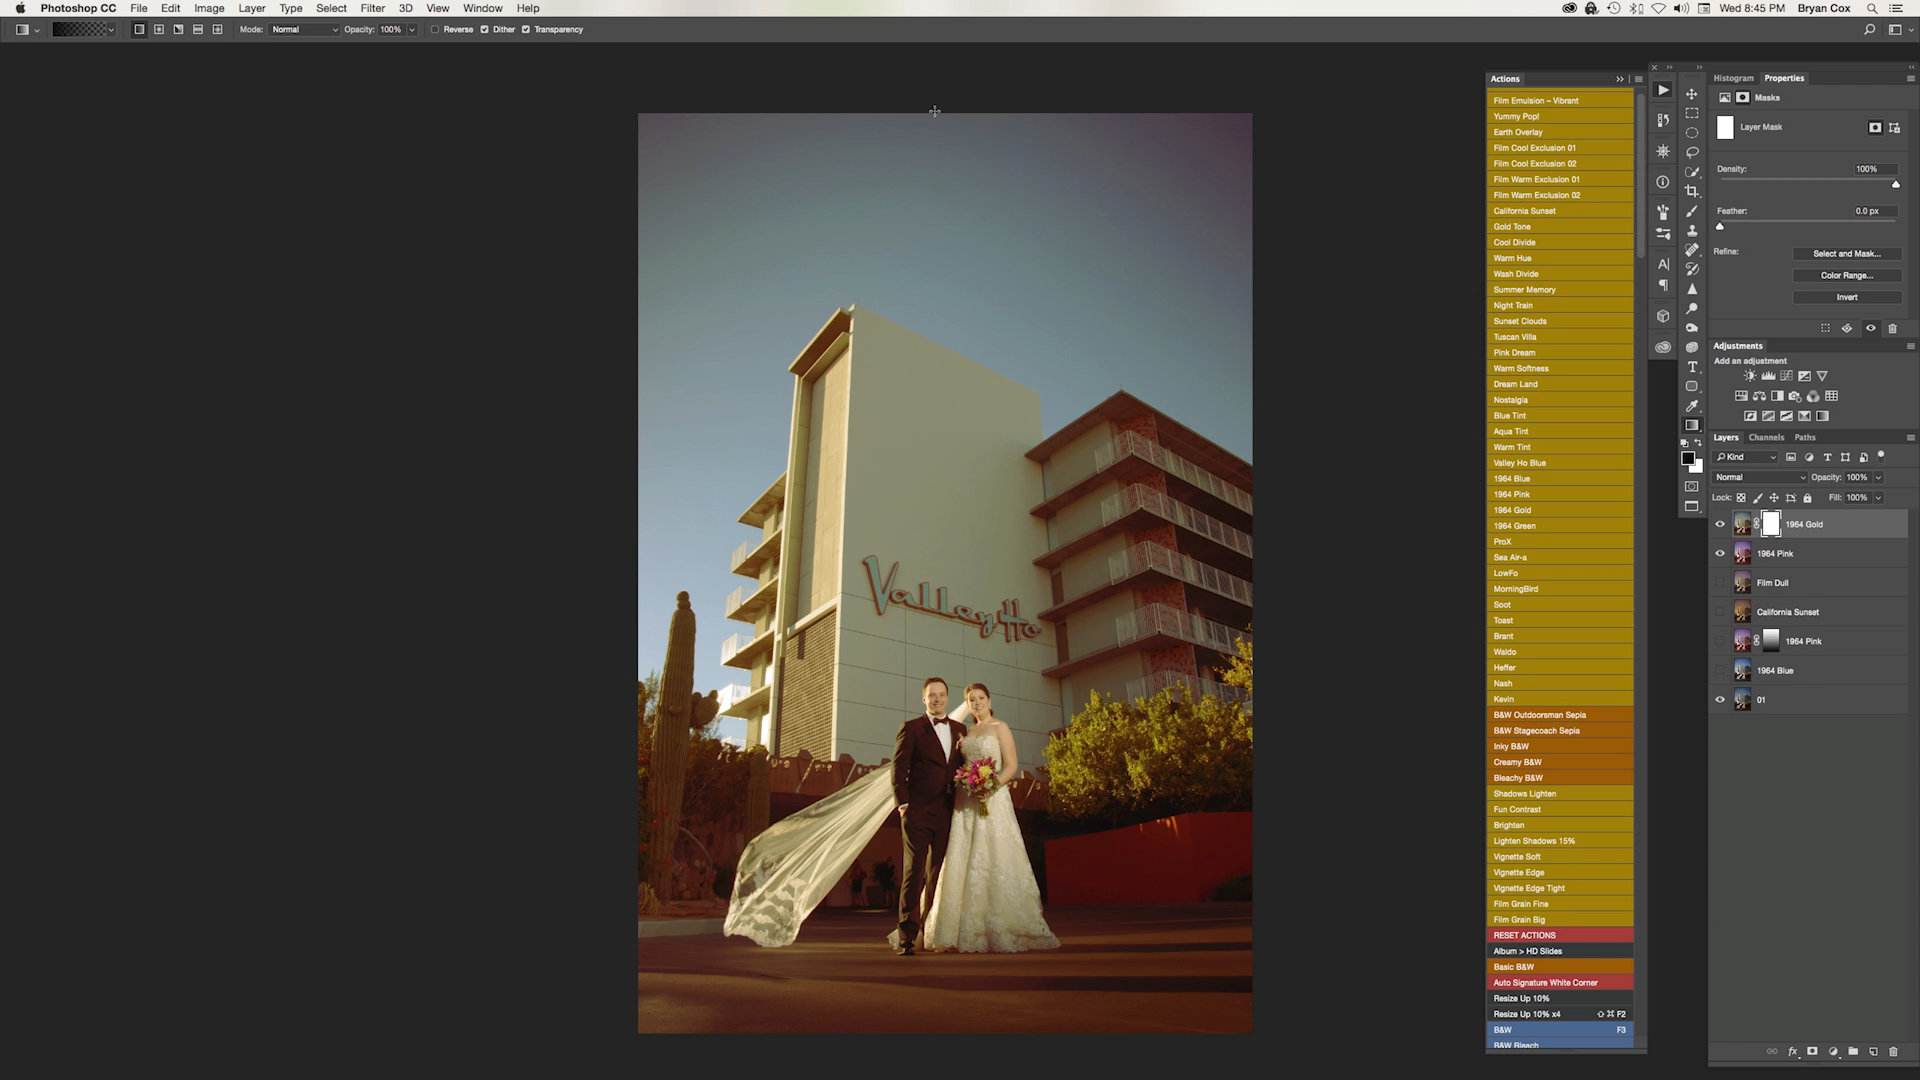 Photoshop CC File Edit Image Layer Type Select Filter 3D View Window Help
Wed 8:45 PM Bryan Cox
Mode: Normal Opacity: 100% Reverse Dither Transparency
Valley Ho
Actions
Film Emulsion – Vibrant
Yummy Pop!
Earth Overlay
Film Cool Exclusion 01
Film Cool Exclusion 02
Film Warm Exclusion 01
Film Warm Exclusion 02
California Sunset
Gold Tone
Cool Divide
Warm Hue
Wash Divide
Summer Memory
Night Train
Sunset Clouds
Tuscan Villa
Pink Dream
Warm Softness
Dream Land
Nostalgia
Blue Tint
Aqua Tint
Warm Tint
Valley Ho Blue
1964 Blue
1964 Pink
1964 Gold
1964 Green
ProX
Sea Air-a
LowFo
MorningBird
Soot
Toast
Brant
Waldo
Heffer
Nash
Kevin
B&W Outdoorsman Sepia
B&W Stagecoach Sepia
Inky B&W
Creamy B&W
Bleachy B&W
Shadows Lighten
Fun Contrast
Brighten
Lighten Shadows 15%
Vignette Soft
Vignette Edge
Vignette Edge Tight
Film Grain Fine
Film Grain Big
RESET ACTIONS
Album > HD Slides
Basic B&W
Auto Signature White Corner
Resize Up 10%
Resize Up 10% x4 ⇧⌘F2
B&W F3
B&W Bleach
Histogram Properties
Masks
Layer Mask
Density: 100%
Feather: 0.0 px
Refine: Select and Mask...
Color Range...
Invert
Adjustments
Add an adjustment
Layers Channels Paths
Kind
Normal Opacity: 100%
Lock: Fill: 100%
1964 Gold
1964 Pink
Film Dull
California Sunset
1964 Pink
1964 Blue
01